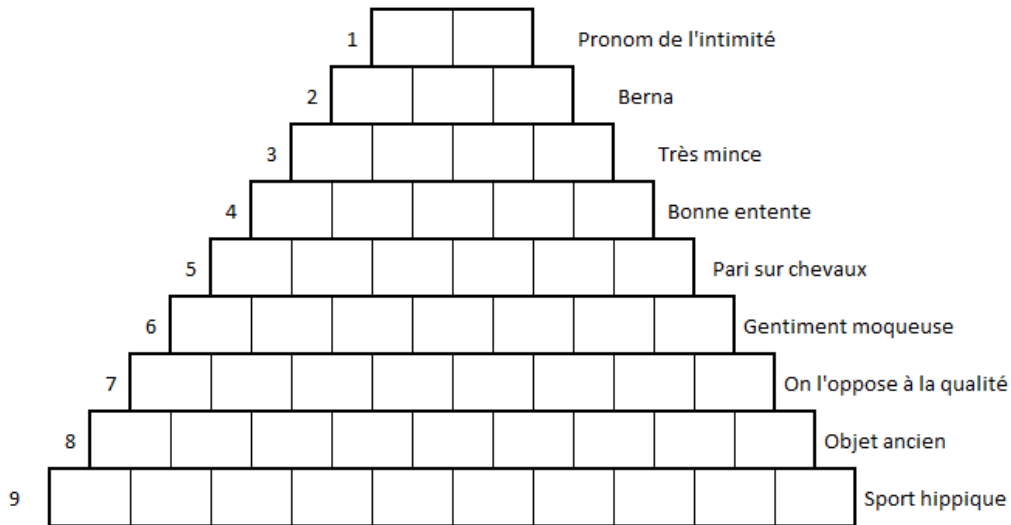 1 Pronom de l'intimité
2 Berna
3 Très mince
4 Bonne entente
5 Pari sur chevaux
6 Gentiment moqueuse
7 On l'oppose à la qualité
8 Objet ancien
9 Sport hippique